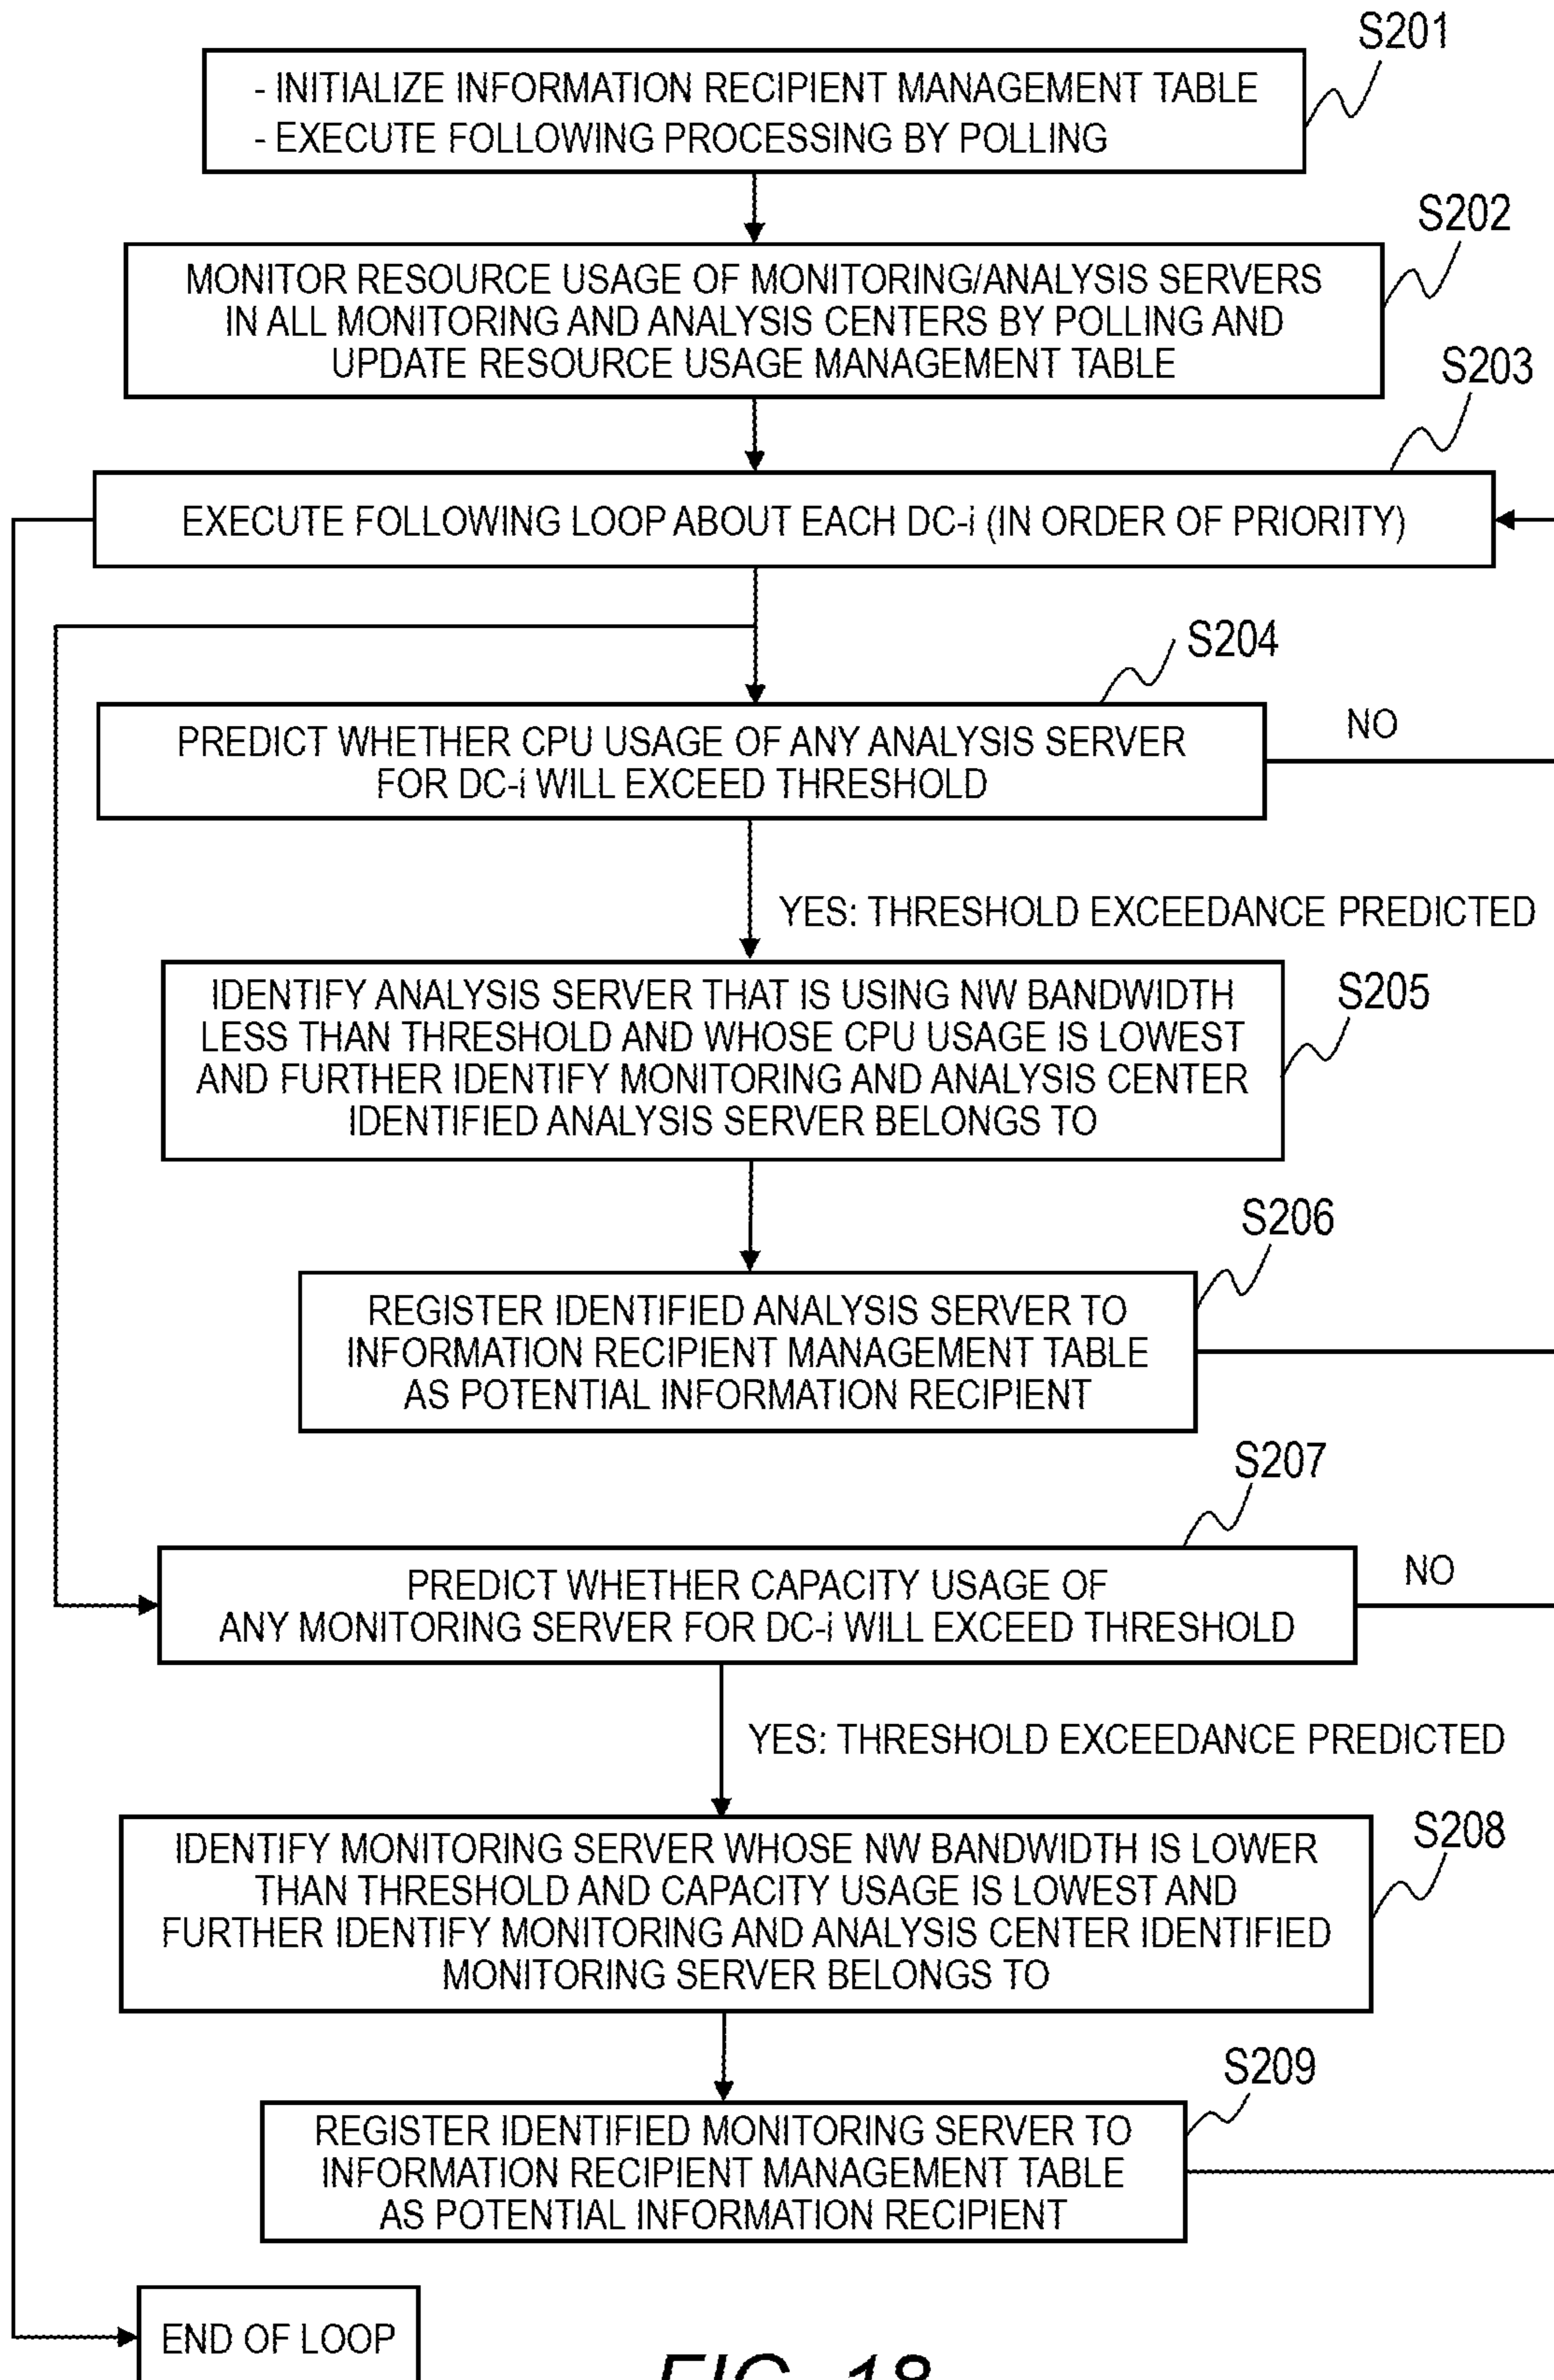 S201
- INITIALIZE INFORMATION RECIPIENT MANAGEMENT TABLE
- EXECUTE FOLLOWING PROCESSING BY POLLING
S202
MONITOR RESOURCE USAGE OF MONITORING/ANALYSIS SERVERS
IN ALL MONITORING AND ANALYSIS CENTERS BY POLLING AND
UPDATE RESOURCE USAGE MANAGEMENT TABLE
S203
EXECUTE FOLLOWING LOOP ABOUT EACH DC-i (IN ORDER OF PRIORITY)
S204
PREDICT WHETHER CPU USAGE OF ANY ANALYSIS SERVER
FOR DC-i WILL EXCEED THRESHOLD
NO
YES: THRESHOLD EXCEEDANCE PREDICTED
S205
IDENTIFY ANALYSIS SERVER THAT IS USING NW BANDWIDTH
LESS THAN THRESHOLD AND WHOSE CPU USAGE IS LOWEST
AND FURTHER IDENTIFY MONITORING AND ANALYSIS CENTER
IDENTIFIED ANALYSIS SERVER BELONGS TO
S206
REGISTER IDENTIFIED ANALYSIS SERVER TO
INFORMATION RECIPIENT MANAGEMENT TABLE
AS POTENTIAL INFORMATION RECIPIENT
S207
PREDICT WHETHER CAPACITY USAGE OF
ANY MONITORING SERVER FOR DC-i WILL EXCEED THRESHOLD
NO
YES: THRESHOLD EXCEEDANCE PREDICTED
S208
IDENTIFY MONITORING SERVER WHOSE NW BANDWIDTH IS LOWER
THAN THRESHOLD AND CAPACITY USAGE IS LOWEST AND
FURTHER IDENTIFY MONITORING AND ANALYSIS CENTER IDENTIFIED
MONITORING SERVER BELONGS TO
S209
REGISTER IDENTIFIED MONITORING SERVER TO
INFORMATION RECIPIENT MANAGEMENT TABLE
AS POTENTIAL INFORMATION RECIPIENT
END OF LOOP
FIG. 18